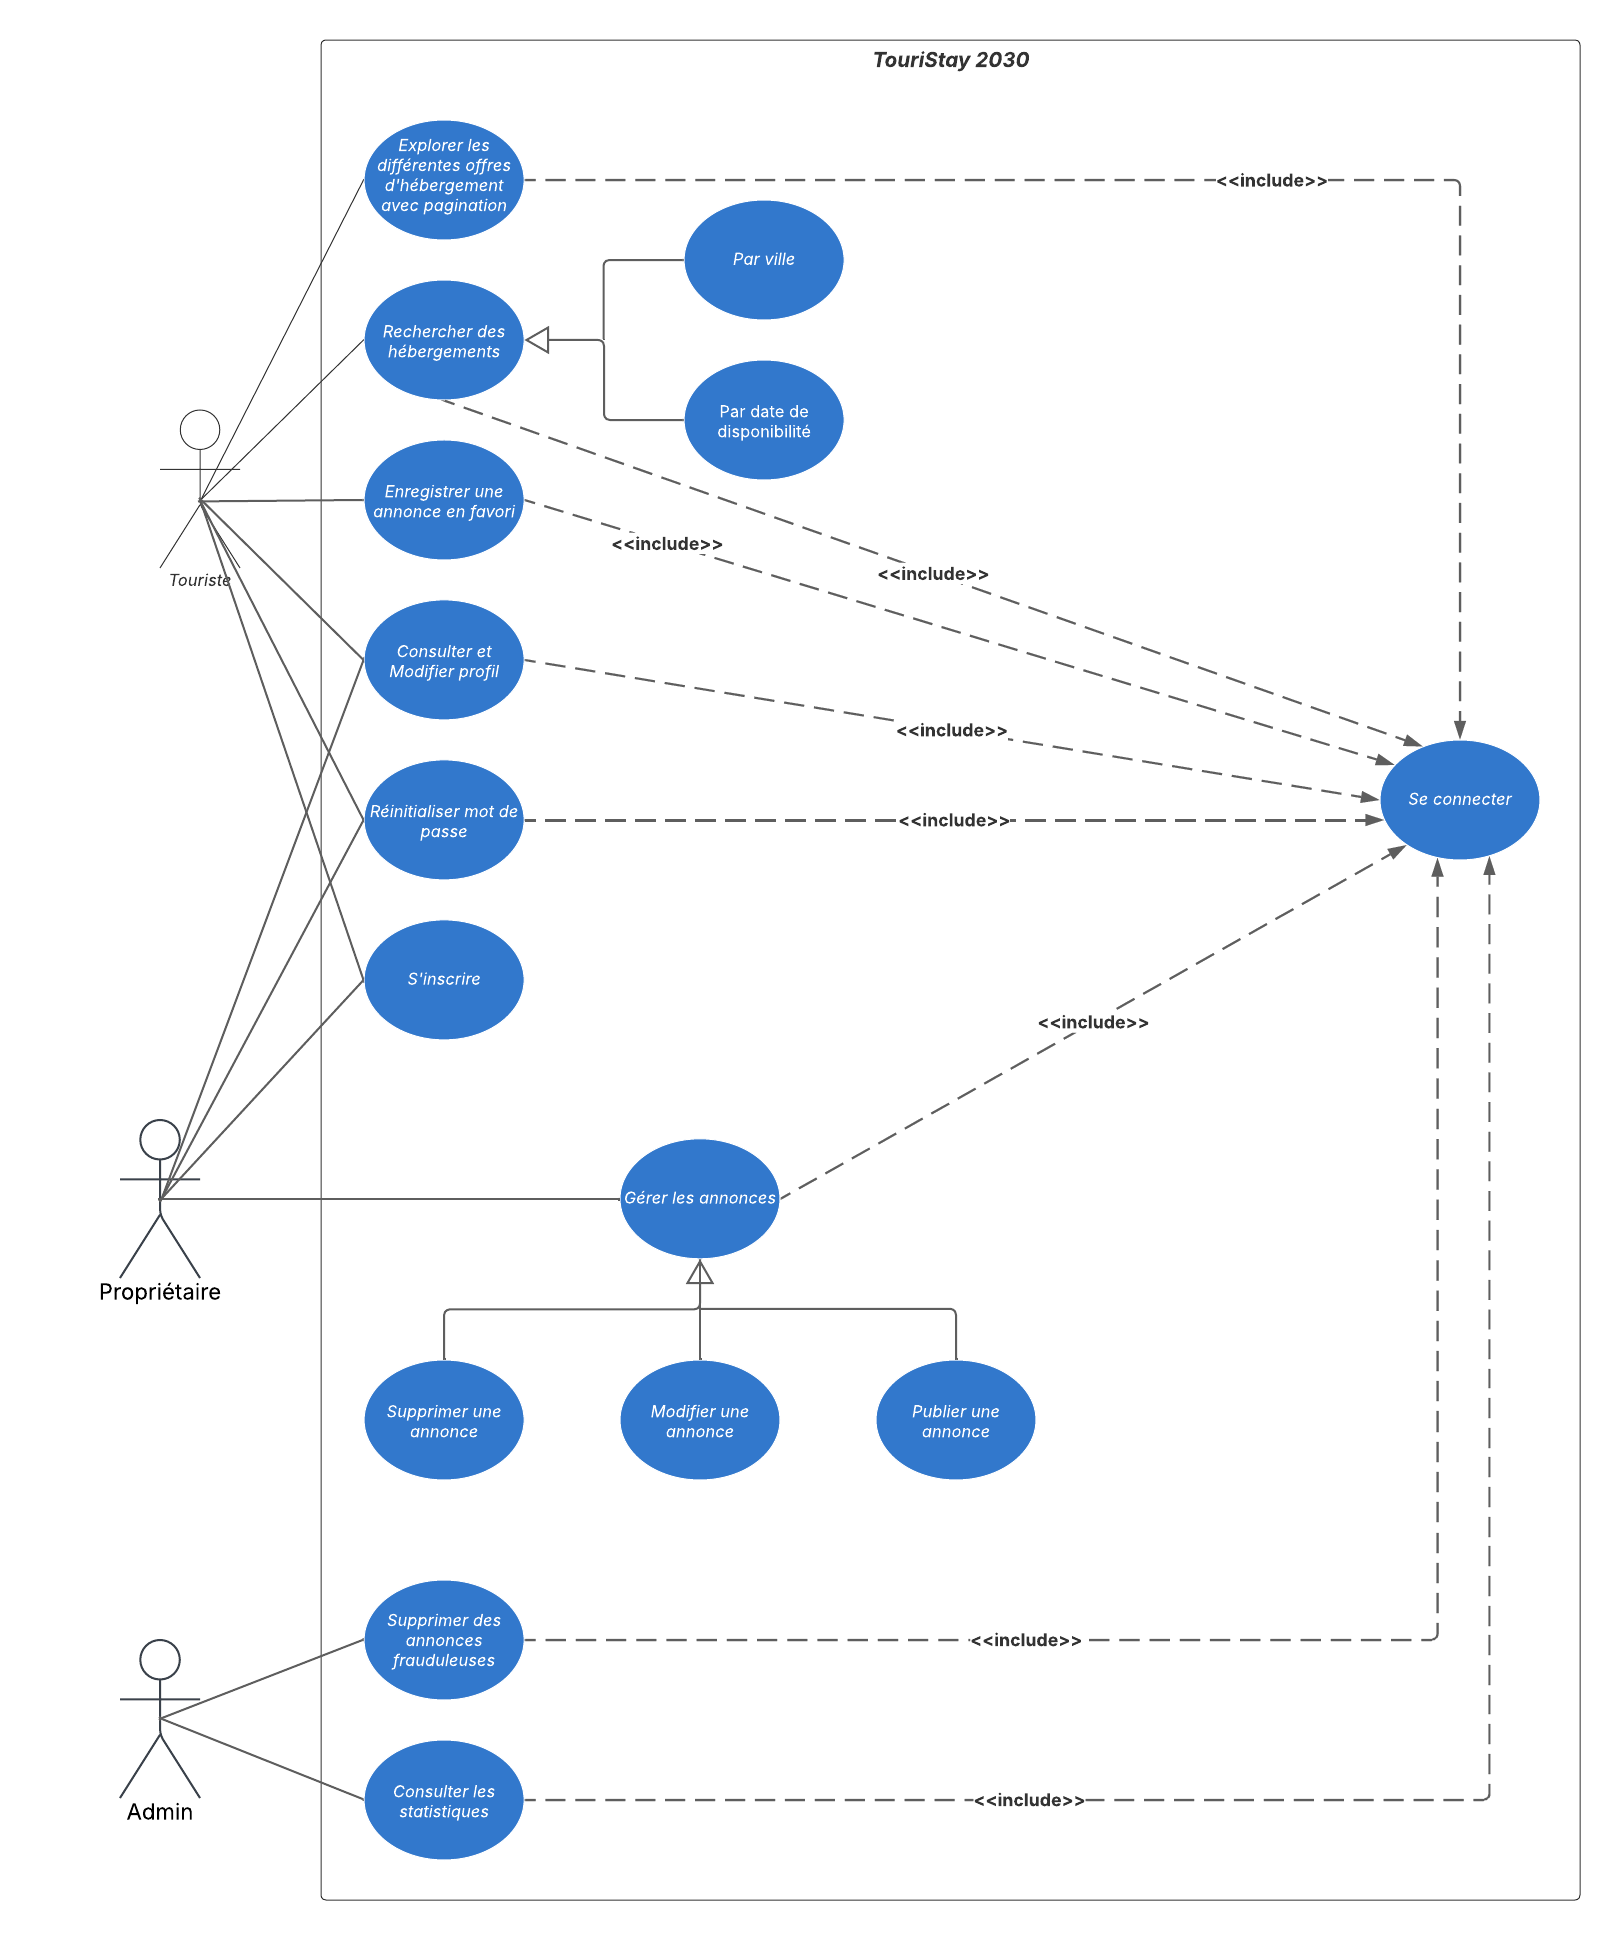 TouriStay 2030
Explorer les
différentes offres
d'hébergement
avec pagination
<<include>>
Par ville
Rechercher des
hébergements
Par date de
disponibilité
Enregistrer une
annonce en favori
<<include>>
<<include>>
Touriste
Consulter et
Modifier profil
<<include>>
Se connecter
Réinitialiser mot de
passe
<<include>>
S'inscrire
<<include>>
Gérer les annonces
Propriétaire
Supprimer une
annonce
Modifier une
annonce
Publier une
annonce
Supprimer des
annonces
frauduleuses
<<include>>
Admin
Consulter les
statistiques
<<include>>